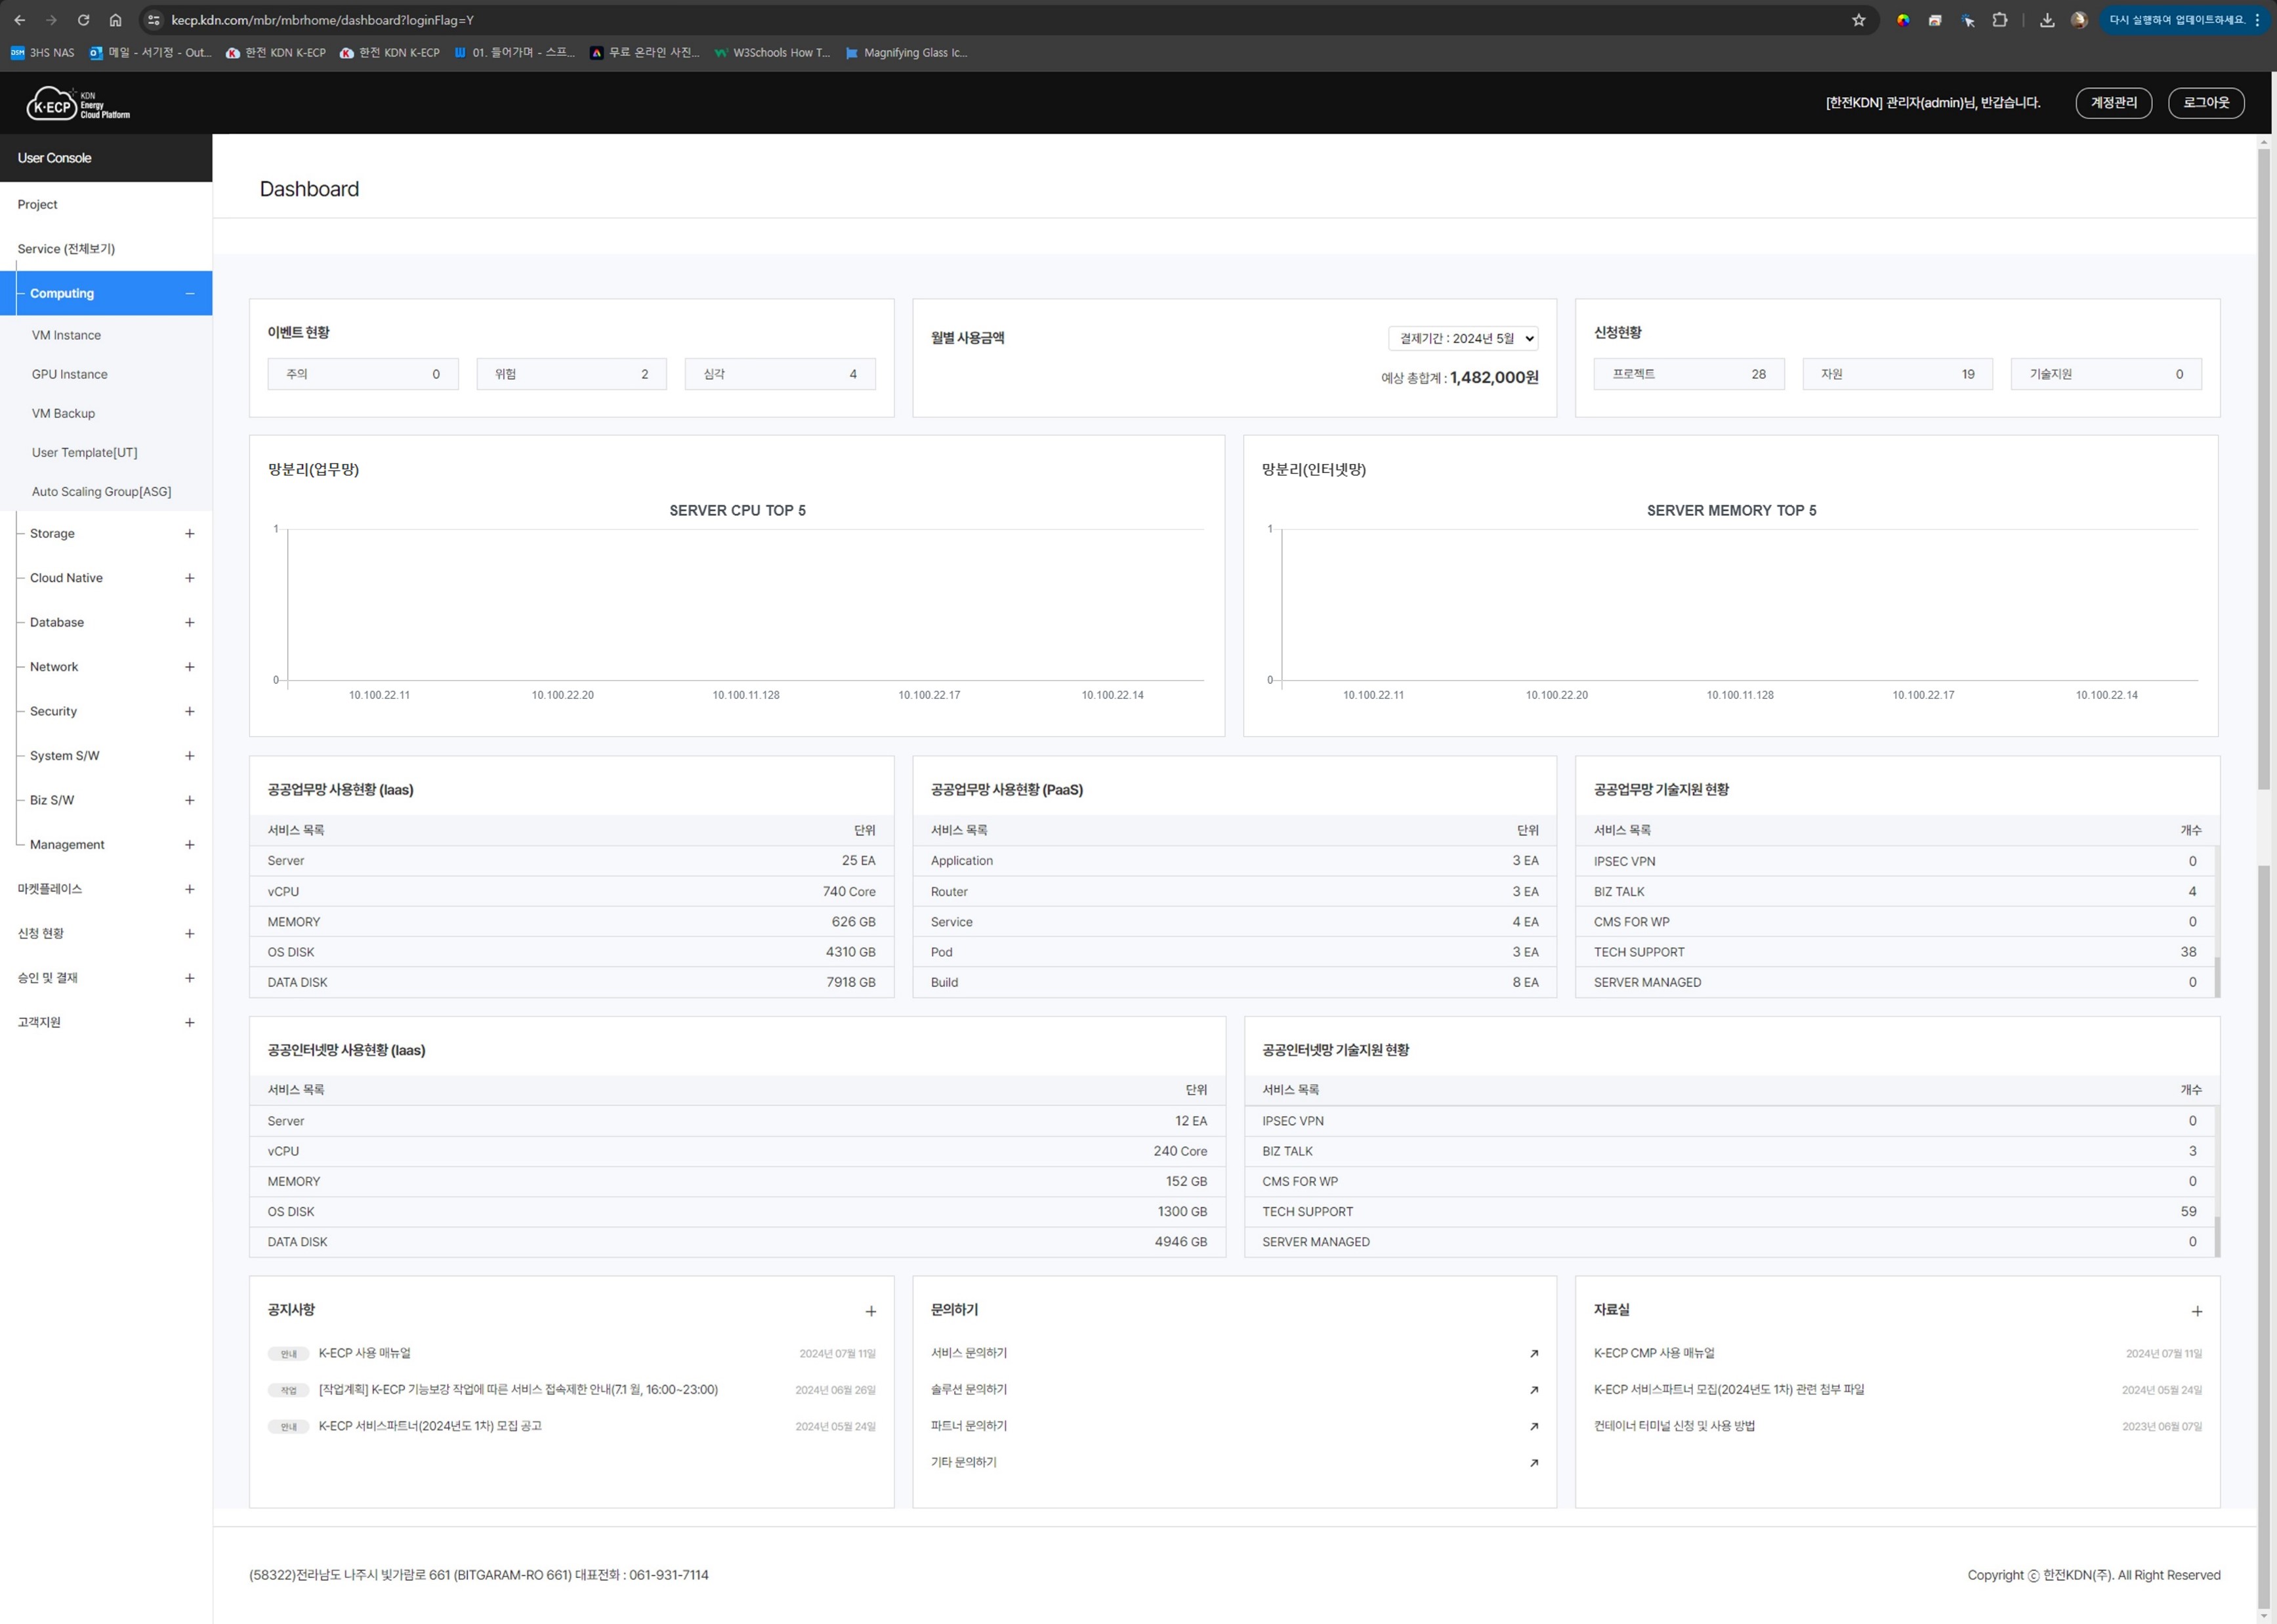 kecp.kdn.com/mbr/mbrhome/dashboard?loginFlag=Y
다시 실행하여 업데이트하세요.
3HS NAS
메일 - 서기정 - Out...
한전 KDN K-ECP
한전 KDN K-ECP
01. 들어가며 - 스프...
무료 온라인 사진...
W3Schools How T...
Magnifying Glass Ic...
K-ECP
KDN
Energy
Cloud Platform
[한전KDN] 관리자(admin)님, 반갑습니다.
계정관리
로그아웃
User Console
Project
Service (전체보기)
Computing
VM Instance
GPU Instance
VM Backup
User Template[UT]
Auto Scaling Group[ASG]
Storage
Cloud Native
Database
Network
Security
System S/W
Biz S/W
Management
마켓플레이스
신청 현황
승인 및 결재
고객지원
Dashboard
이벤트 현황
주의 0
위험 2
심각 4
월별 사용금액
결제기간 : 2024년 5월
예상 총합계 : 1,482,000원
신청현황
프로젝트 28
자원 19
기술지원 0
망분리(업무망)
SERVER CPU TOP 5
1
0
10.100.22.11 10.100.22.20 10.100.11.128 10.100.22.17 10.100.22.14
망분리(인터넷망)
SERVER MEMORY TOP 5
1
0
10.100.22.11 10.100.22.20 10.100.11.128 10.100.22.17 10.100.22.14
공공업무망 사용현황 (Iaas)
서비스 목록 단위
Server 25 EA
vCPU 740 Core
MEMORY 626 GB
OS DISK 4310 GB
DATA DISK 7918 GB
공공업무망 사용현황 (PaaS)
서비스 목록 단위
Application 3 EA
Router 3 EA
Service 4 EA
Pod 3 EA
Build 8 EA
공공업무망 기술지원 현황
서비스 목록 개수
IPSEC VPN 0
BIZ TALK 4
CMS FOR WP 0
TECH SUPPORT 38
SERVER MANAGED 0
공공인터넷망 사용현황 (Iaas)
서비스 목록 단위
Server 12 EA
vCPU 240 Core
MEMORY 152 GB
OS DISK 1300 GB
DATA DISK 4946 GB
공공인터넷망 기술지원 현황
서비스 목록 개수
IPSEC VPN 0
BIZ TALK 3
CMS FOR WP 0
TECH SUPPORT 59
SERVER MANAGED 0
공지사항
안내 K-ECP 사용 매뉴얼 2024년 07월 11일
작업 [작업계획] K-ECP 기능보강 작업에 따른 서비스 접속제한 안내(7.1 월, 16:00~23:00) 2024년 06월 26일
안내 K-ECP 서비스파트너(2024년도 1차) 모집 공고 2024년 05월 24일
문의하기
서비스 문의하기
솔루션 문의하기
파트너 문의하기
기타 문의하기
자료실
K-ECP CMP 사용 매뉴얼 2024년 07월 11일
K-ECP 서비스파트너 모집(2024년도 1차) 관련 첨부 파일 2024년 05월 24일
컨테이너 터미널 신청 및 사용 방법 2023년 06월 07일
(58322)전라남도 나주시 빛가람로 661 (BITGARAM-RO 661) 대표전화 : 061-931-7114
Copyright ⓒ 한전KDN(주). All Right Reserved